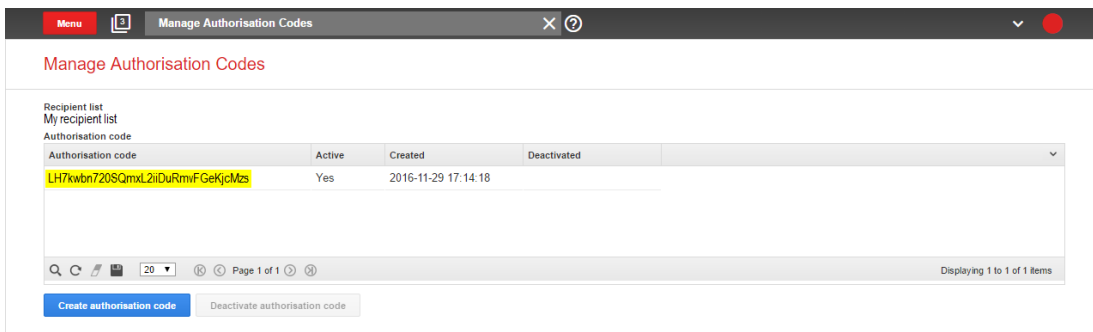 Menu 3 Manage Authorisation Codes
Manage Authorisation Codes
Recipient list
My recipient list
Authorisation code
Authorisation code Active Created Deactivated
LH7kwbn720SQmxL2iiDuRmvFGeKjcMzs Yes 2016-11-29 17:14:18
20 Page 1 of 1 Displaying 1 to 1 of 1 items
Create authorisation code Deactivate authorisation code